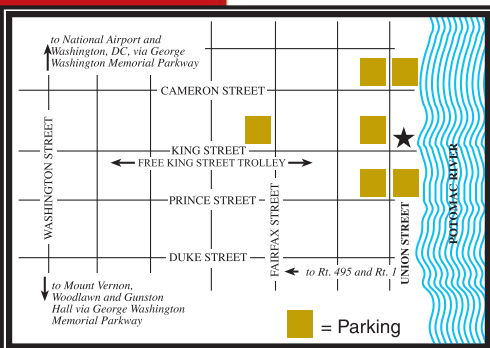 to National Airport and
Washington, DC, via George
Washington Memorial Parkway
CAMERON STREET
WASHINGTON STREET
KING STREET
FREE KING STREET TROLLEY
POTOMAC RIVER
PRINCE STREET
FAIRFAX STREET
UNION STREET
DUKE STREET
to Rt. 495 and Rt. 1
to Mount Vernon,
Woodlawn and Gunston
Hall via George Washington
Memorial Parkway
= Parking